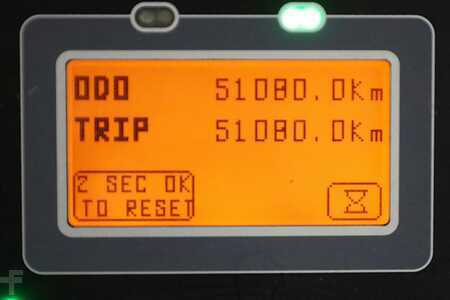 ODO 51080.0Km
TRIP 51080.0Km
2 SEC OK
TO RESET
F